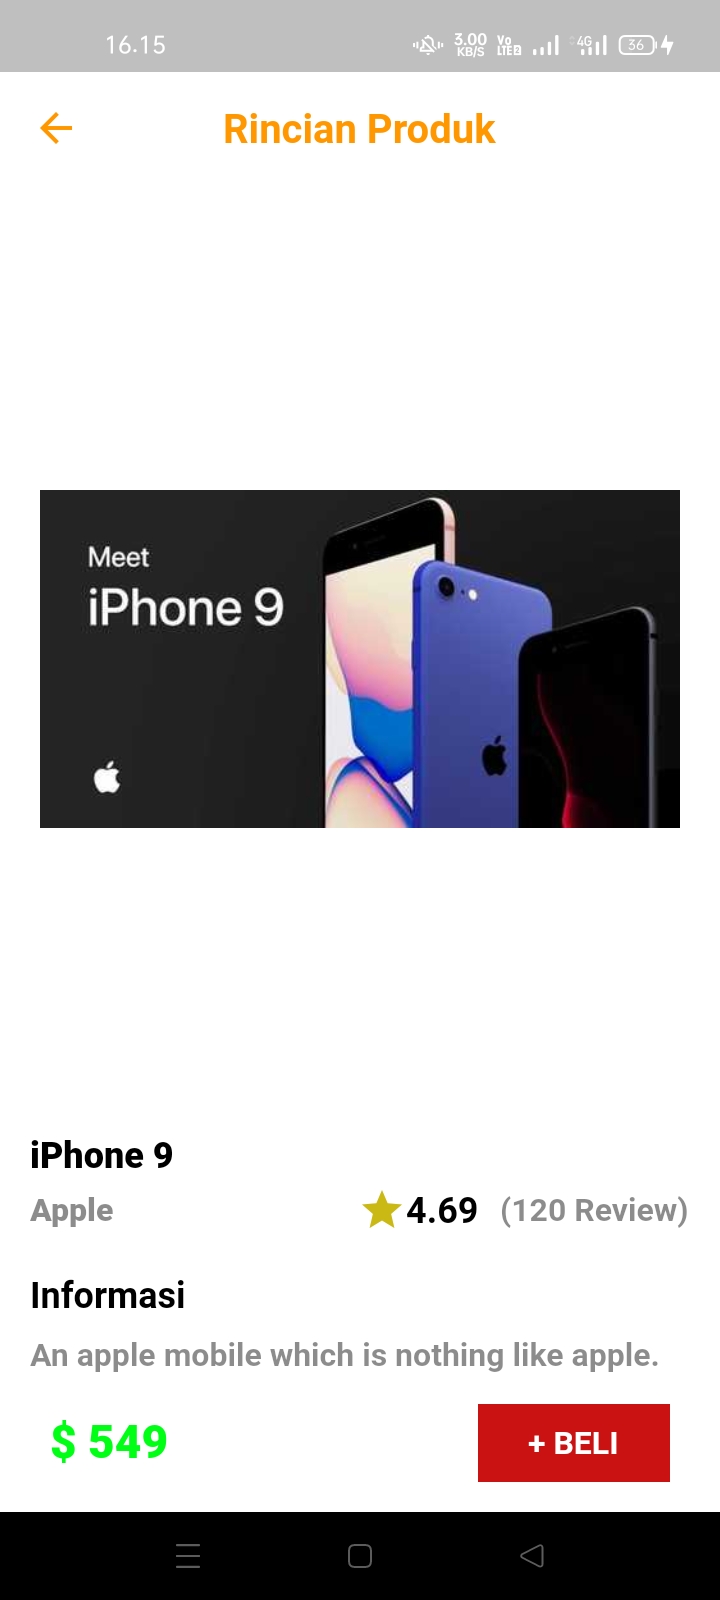 16.15 3.00 KB/S Vo LTE2 4G 36
Rincian Produk
Meet
iPhone 9
iPhone 9
Apple 4.69 (120 Review)
Informasi
An apple mobile which is nothing like apple.
$ 549 + BELI